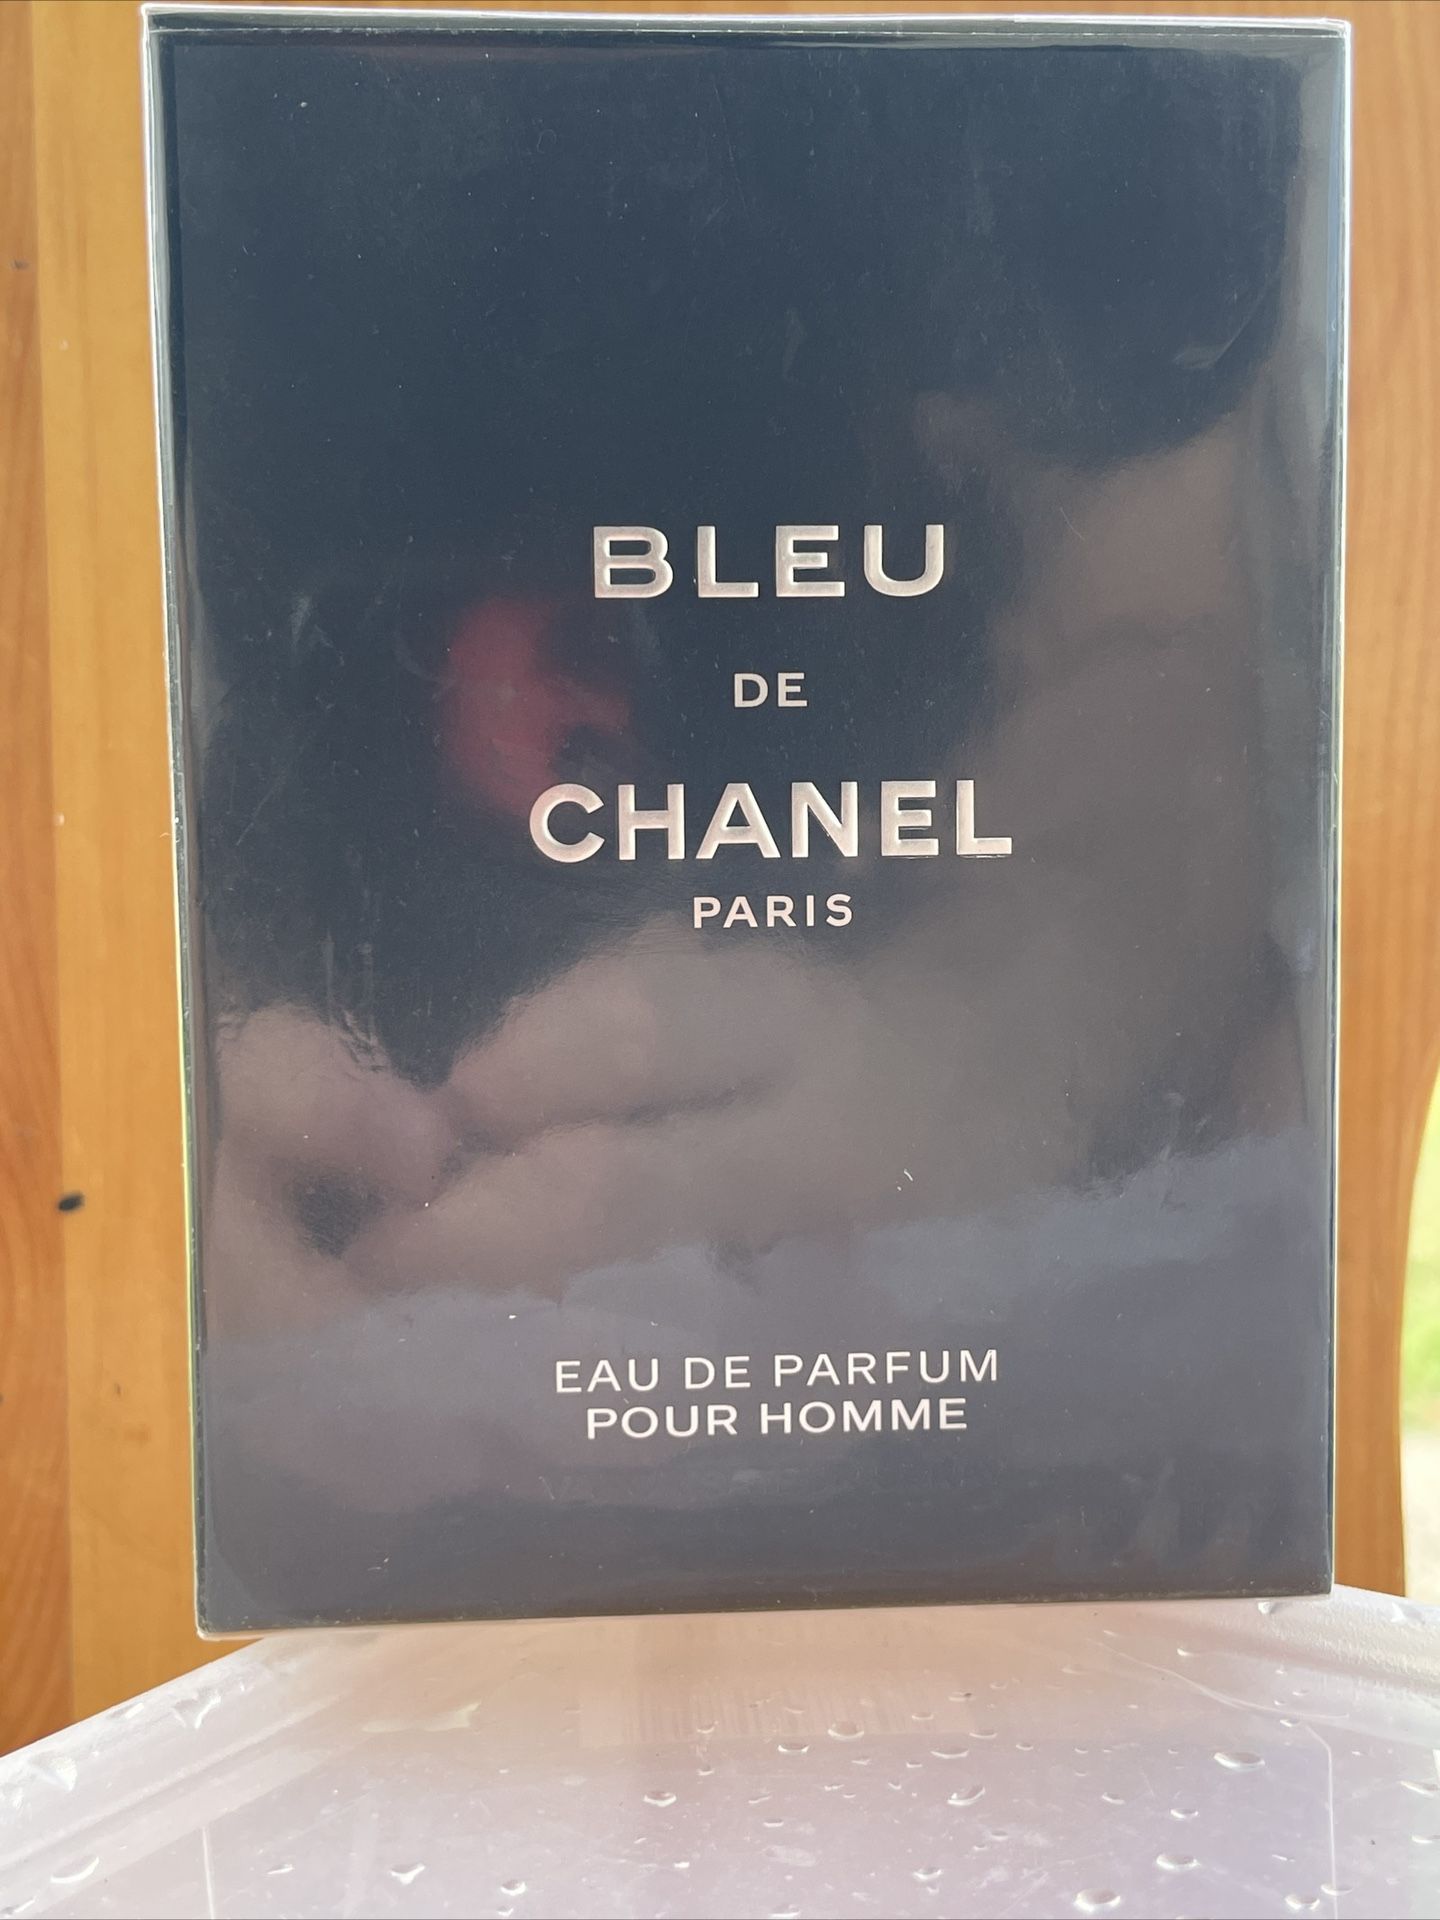 BLEU
DE
CHANEL
PARIS
EAU DE PARFUM
POUR HOMME